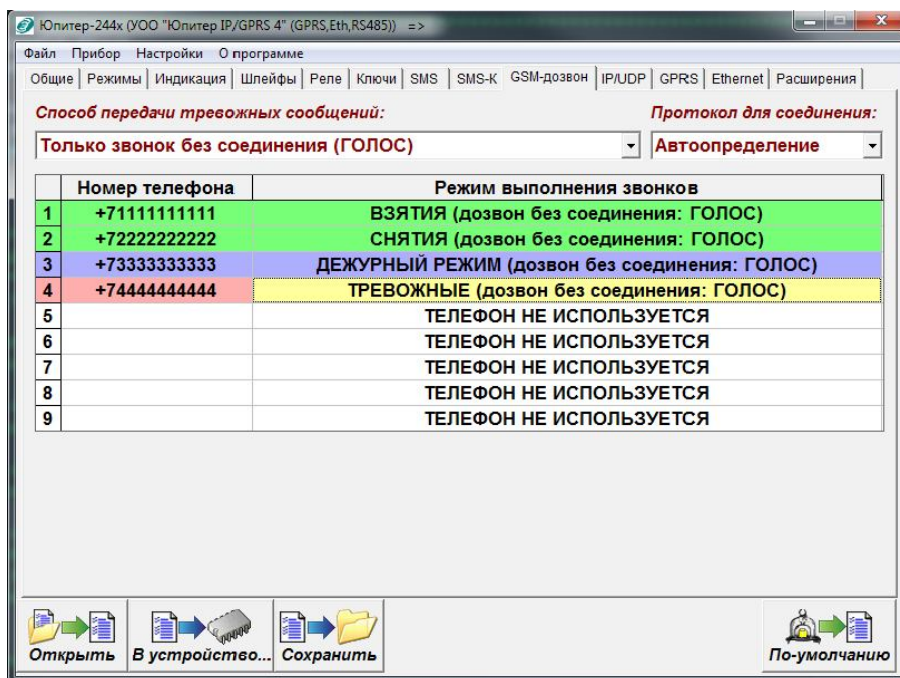 Юпитер-244x (УОО "Юпитер IP/GPRS 4" (GPRS,Eth,RS485)) =>
Файл Прибор Настройки О программе
Общие Режимы Индикация Шлейфы Реле Ключи SMS SMS-К GSM-дозвон IP/UDP GPRS Ethernet Расширения
Способ передачи тревожных сообщений: Протокол для соединения:
Только звонок без соединения (ГОЛОС) Автоопределение
Номер телефона Режим выполнения звонков
1 +71111111111 ВЗЯТИЯ (дозвон без соединения: ГОЛОС)
2 +72222222222 СНЯТИЯ (дозвон без соединения: ГОЛОС)
3 +73333333333 ДЕЖУРНЫЙ РЕЖИМ (дозвон без соединения: ГОЛОС)
4 +74444444444 ТРЕВОЖНЫЕ (дозвон без соединения: ГОЛОС)
5 ТЕЛЕФОН НЕ ИСПОЛЬЗУЕТСЯ
6 ТЕЛЕФОН НЕ ИСПОЛЬЗУЕТСЯ
7 ТЕЛЕФОН НЕ ИСПОЛЬЗУЕТСЯ
8 ТЕЛЕФОН НЕ ИСПОЛЬЗУЕТСЯ
9 ТЕЛЕФОН НЕ ИСПОЛЬЗУЕТСЯ
Открыть В устройство... Сохранить По-умолчанию